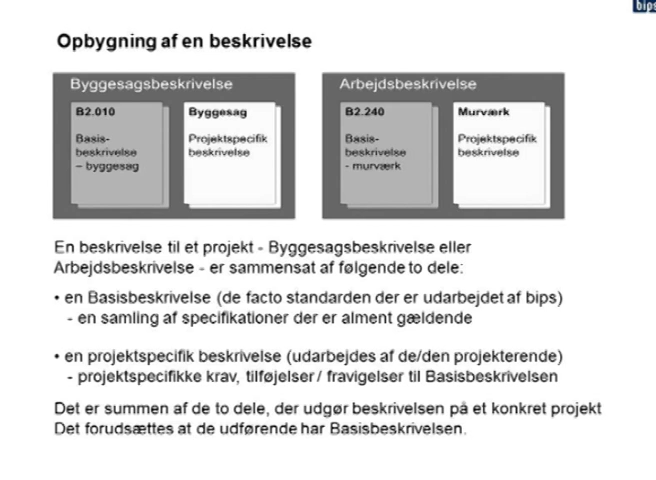 bips
Opbygning af en beskrivelse
Byggesagsbeskrivelse
B2.010
Basis-
beskrivelse
– byggesag
Byggesag
Projektspecifik
beskrivelse
Arbejdsbeskrivelse
B2.240
Basis-
beskrivelse
- murværk
Murværk
Projektspecifik
beskrivelse
En beskrivelse til et projekt - Byggesagsbeskrivelse eller
Arbejdsbeskrivelse - er sammensat af følgende to dele:
• en Basisbeskrivelse (de facto standarden der er udarbejdet af bips)
- en samling af specifikationer der er alment gældende
• en projektspecifik beskrivelse (udarbejdes af de/den projekterende)
- projektspecifikke krav, tilføjelser / fravigelser til Basisbeskrivelsen
Det er summen af de to dele, der udgør beskrivelsen på et konkret projekt
Det forudsættes at de udførende har Basisbeskrivelsen.